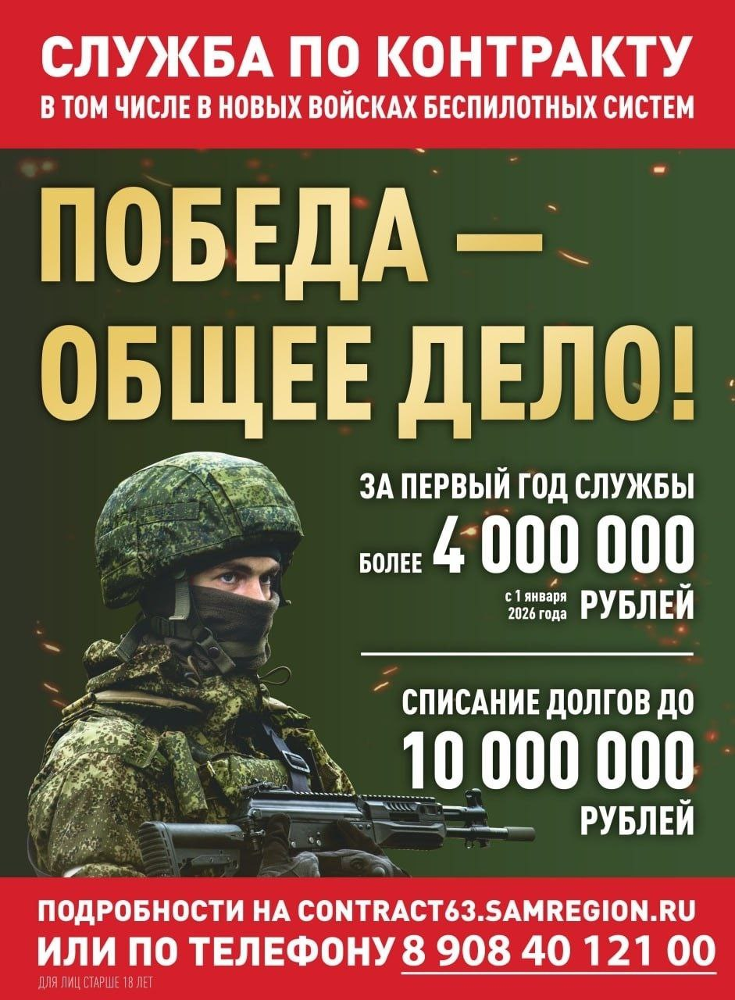 СЛУЖБА ПО КОНТРАКТУ
В ТОМ ЧИСЛЕ В НОВЫХ ВОЙСКАХ БЕСПИЛОТНЫХ СИСТЕМ
ПОБЕДА —
ОБЩЕЕ ДЕЛО!
ЗА ПЕРВЫЙ ГОД СЛУЖБЫ
БОЛЕЕ 4 000 000
с 1 января
2026 года
РУБЛЕЙ
СПИСАНИЕ ДОЛГОВ ДО
10 000 000
РУБЛЕЙ
ПОДРОБНОСТИ НА CONTRACT63.SAMREGION.RU
ИЛИ ПО ТЕЛЕФОНУ 8 908 40 121 00
ДЛЯ ЛИЦ СТАРШЕ 18 ЛЕТ